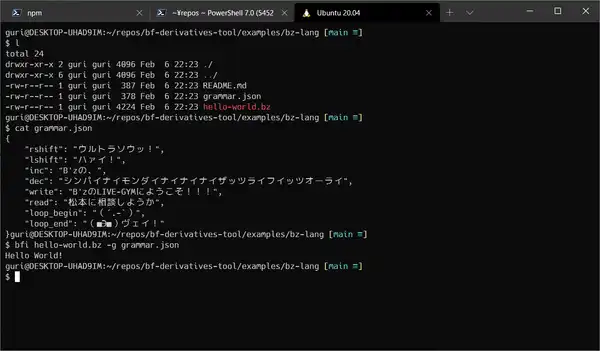 npm
~¥repos – PowerShell 7.0 (5452
Ubuntu 20.04
guri@DESKTOP-UHAD9IM:~/repos/bf-derivatives-tool/examples/bz-lang [main ≡]
$ l
total 24
drwxr-xr-x 2 guri guri 4096 Feb  6 22:23 ./
drwxr-xr-x 6 guri guri 4096 Feb  6 22:23 ../
-rw-r--r-- 1 guri guri  387 Feb  6 22:23 README.md
-rw-r--r-- 1 guri guri  378 Feb  6 22:23 grammar.json
-rw-r--r-- 1 guri guri 4224 Feb  6 22:23 hello-world.bz
guri@DESKTOP-UHAD9IM:~/repos/bf-derivatives-tool/examples/bz-lang [main ≡]
$ cat grammar.json
{
    "rshift": "ウルトラソウッ！",
    "lshift": "ハァイ！",
    "inc": "B'zの、",
    "dec": "シンパイナイモンダイナイナイナイザッツライフイッツオーライ",
    "write": "B'zのLIVE-GYMにようこそ！！！",
    "read": "松本に相談しようか",
    "loop_begin": "（´.-`）",
    "loop_end": "（■Э■）ヴェイ！"
}guri@DESKTOP-UHAD9IM:~/repos/bf-derivatives-tool/examples/bz-lang [main ≡]
$ bfi hello-world.bz -g grammar.json
Hello World!
guri@DESKTOP-UHAD9IM:~/repos/bf-derivatives-tool/examples/bz-lang [main ≡]
$